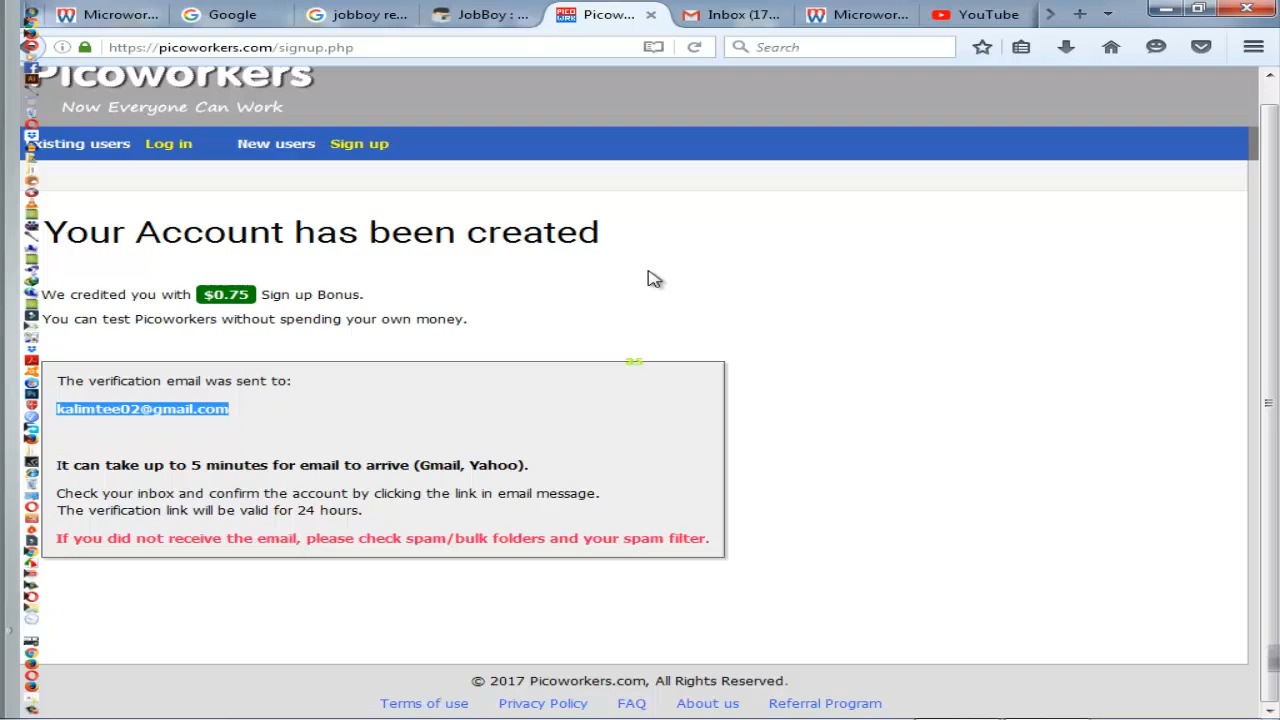 Microwor...
Google
jobboy re...
JobBoy : ...
Picow...
Inbox (17...
Microwor...
YouTube
https://picoworkers.com/signup.php
Search
Picoworkers
Now Everyone Can Work
xisting users
Log in
New users
Sign up
Your Account has been created
We credited you with $0.75 Sign up Bonus.
You can test Picoworkers without spending your own money.
as
The verification email was sent to:
kalimtee02@gmail.com
It can take up to 5 minutes for email to arrive (Gmail, Yahoo).
Check your inbox and confirm the account by clicking the link in email message.
The verification link will be valid for 24 hours.
If you did not receive the email, please check spam/bulk folders and your spam filter.
© 2017 Picoworkers.com, All Rights Reserved.
Terms of use
Privacy Policy
FAQ
About us
Referral Program